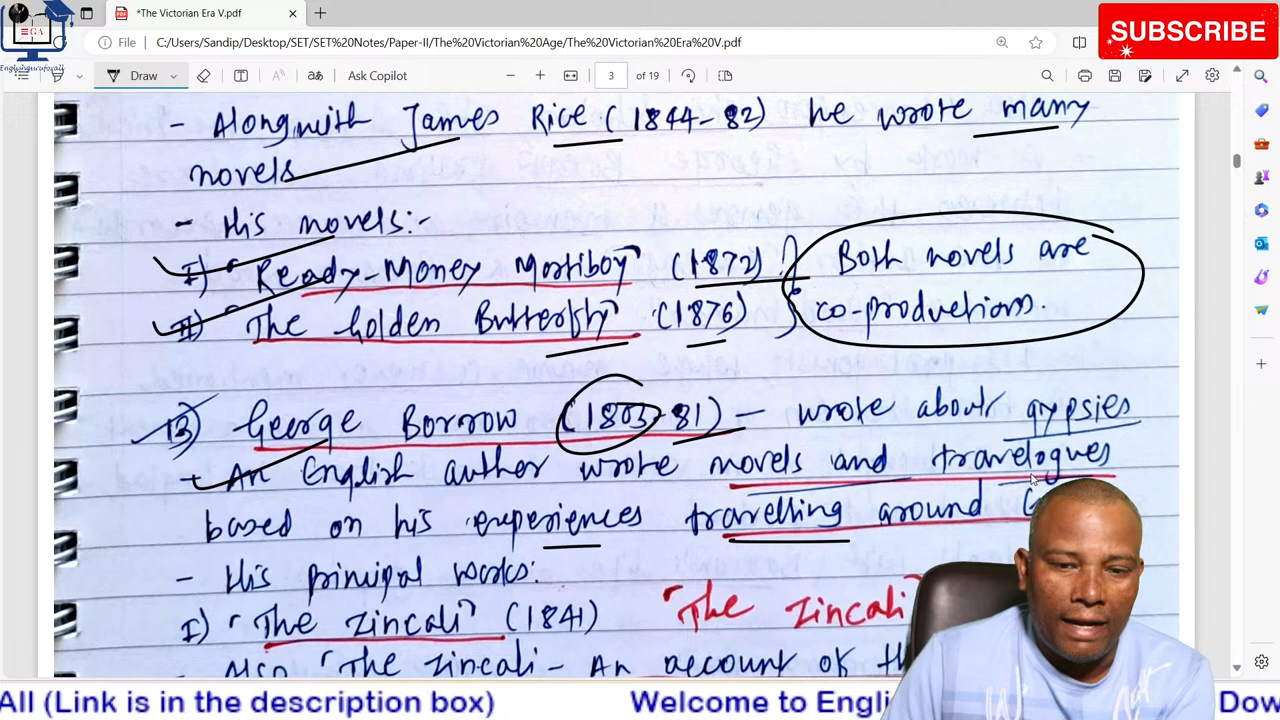 *The Victorian Era V.pdf
SUBSCRIBE
File C:/Users/Sandip/Desktop/SET/SET%20Notes/Paper-II/The%20Victorian%20Age/The%20Victorian%20Era%20V.pdf
EGA
Englishguruforall
Draw Ask Copilot 3 of 19
- Alongwith James Rice (1844-82) he wrote many
novels
- His novels:-
I) "Ready-Money Mortiboy" (1872)
II) "The Golden Butterfly" (1876)
Both novels are
co-productions
13) George Borrow (1803-81) - wrote about gypsies
- An English author wrote novels and travelogues
based on his experiences travelling around
- His principal works:
I) "The Zincali" (1841) "The Zincali"
Also "The Zincali - An account of the
All (Link is in the description box) Welcome to Engli Dow